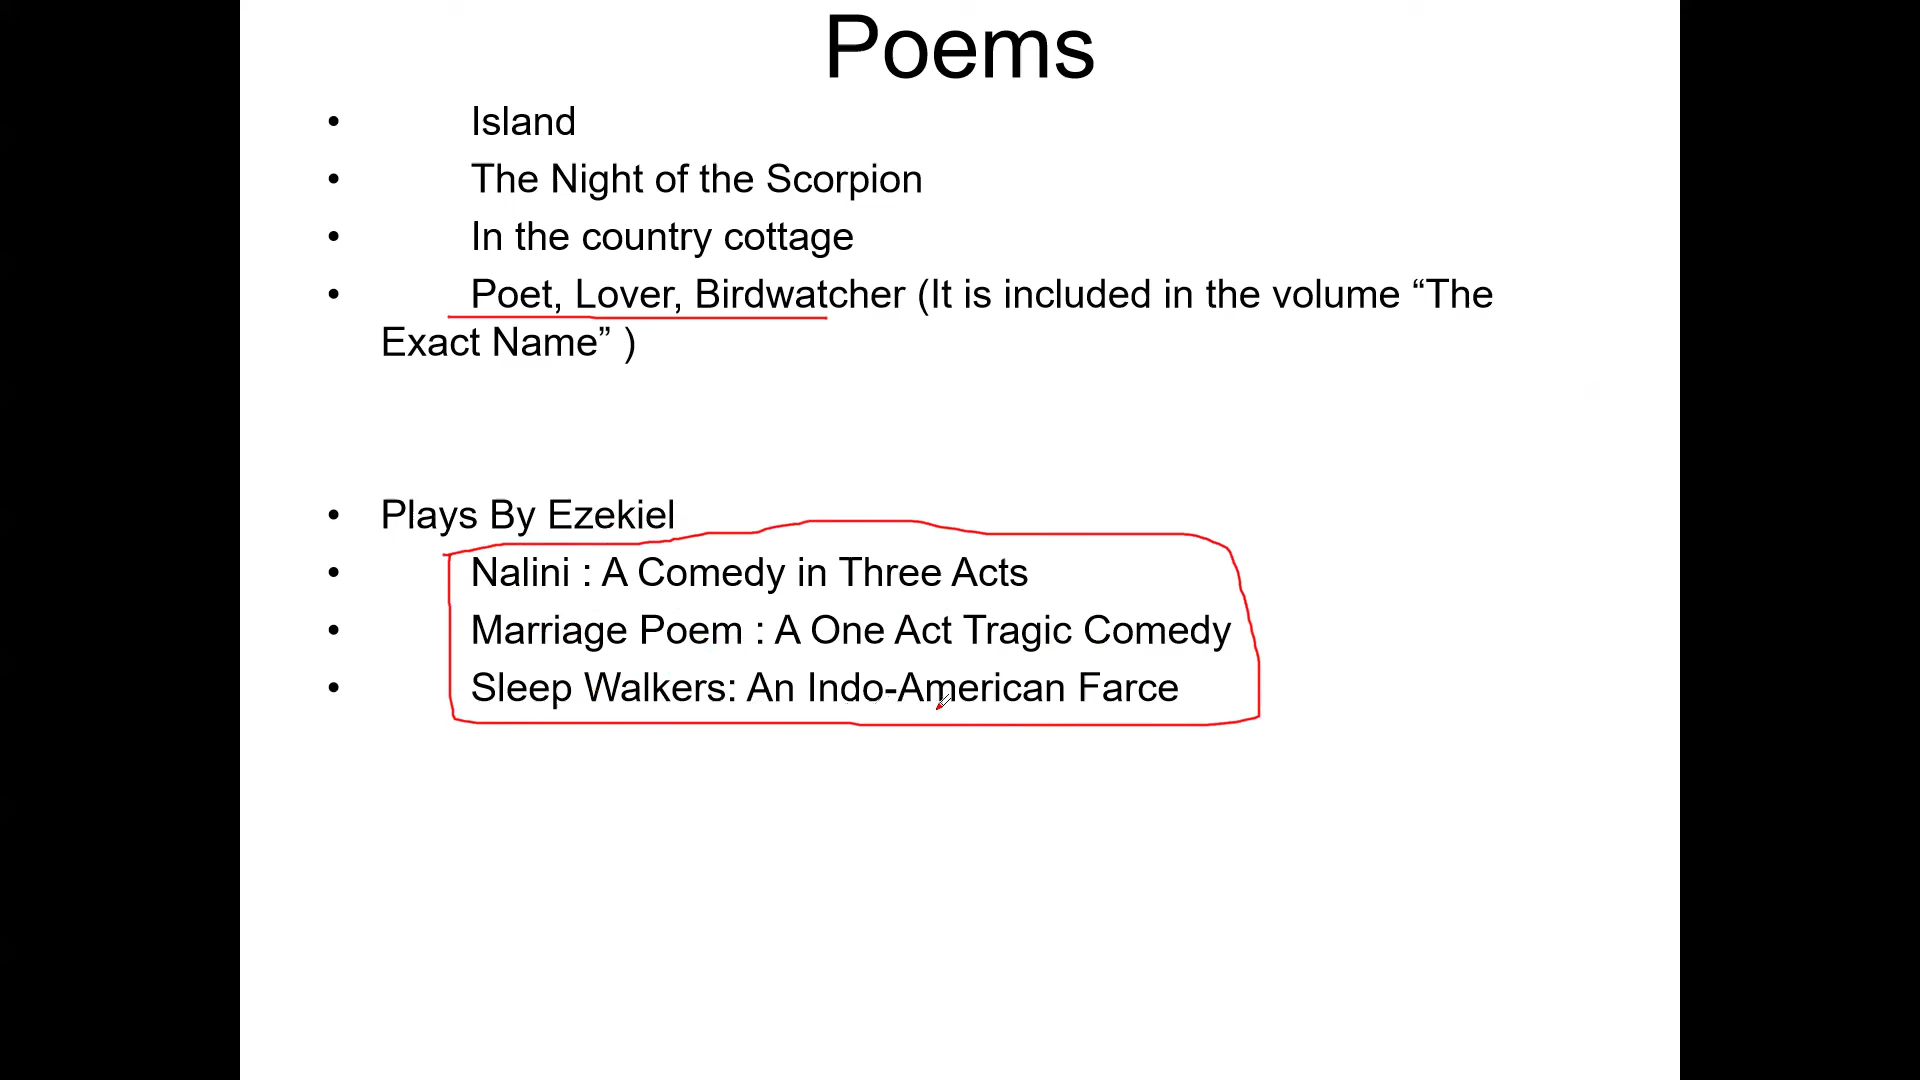 Poems
• Island
• The Night of the Scorpion
• In the country cottage
• Poet, Lover, Birdwatcher (It is included in the volume “The
Exact Name” )
• Plays By Ezekiel
• Nalini : A Comedy in Three Acts
• Marriage Poem : A One Act Tragic Comedy
• Sleep Walkers: An Indo-American Farce